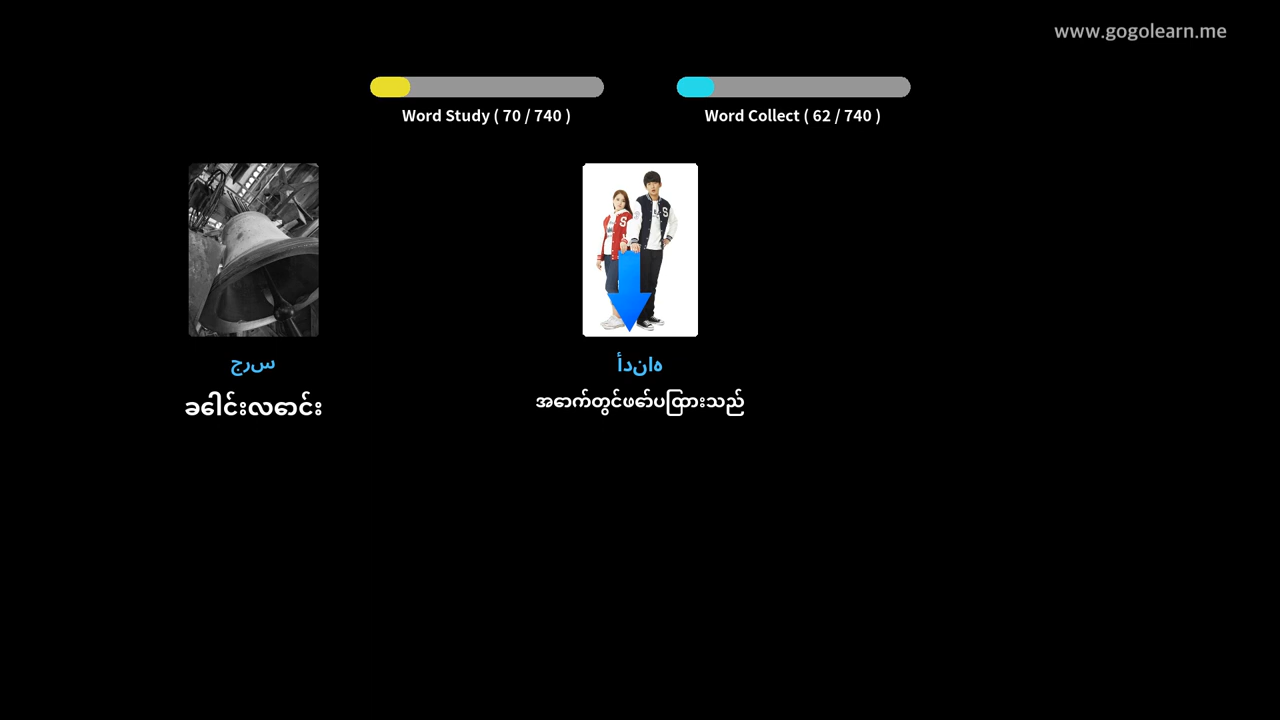 www.gogolearn.me
Word Study ( 70 / 740 )
Word Collect ( 62 / 740 )
جرس
ခေါင်းလောင်း
أدناه
အောက်တွင်ဖော်ပြထားသည်